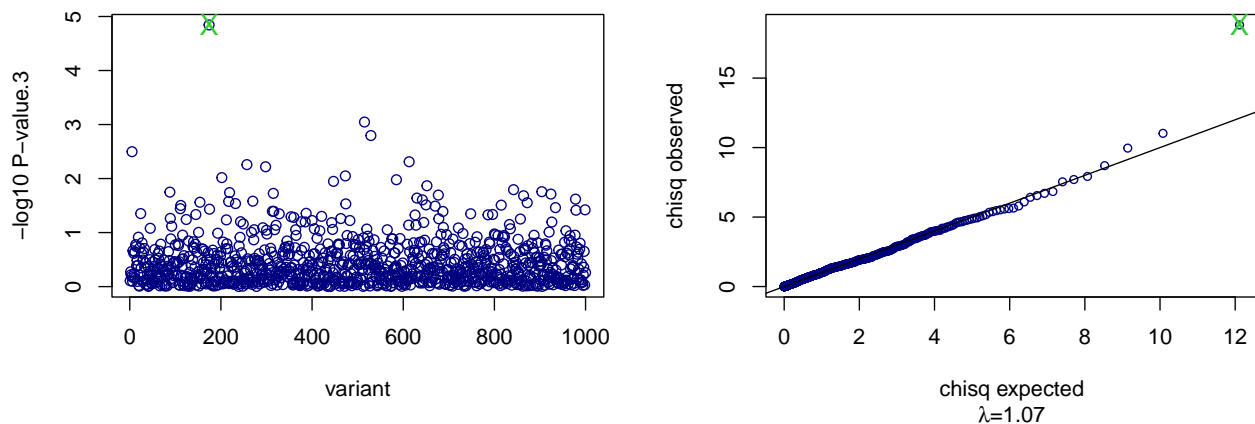 5
4
3
2
1
0
-log10 P-value.3
0 200 400 600 800 1000
variant
15
10
5
0
chisq observed
0 2 4 6 8 10 12
chisq expected
λ=1.07